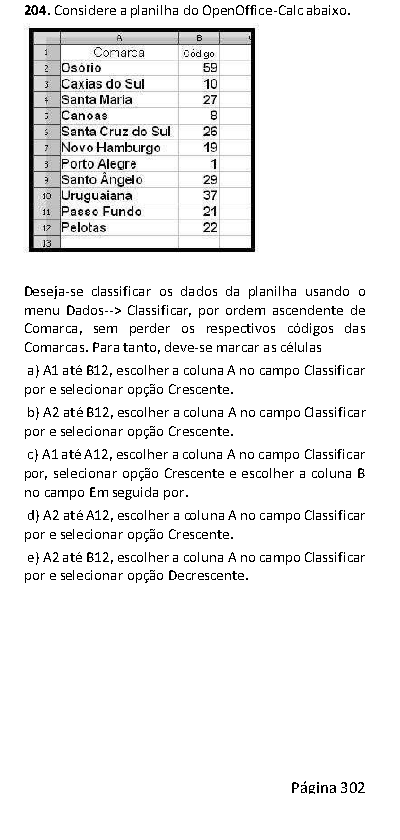 204. Considere a planilha do OpenOffice-Calc abaixo.
A B
1 Comarca Código
2 Osório 59
3 Caxias do Sul 10
4 Santa Maria 27
5 Canoas 8
6 Santa Cruz do Sul 26
7 Novo Hamburgo 19
8 Porto Alegre 1
9 Santo Ângelo 29
10 Uruguaiana 37
11 Passo Fundo 21
12 Pelotas 22
13
Deseja-se classificar os dados da planilha usando o
menu Dados--> Classificar, por ordem ascendente de
Comarca, sem perder os respectivos códigos das
Comarcas. Para tanto, deve-se marcar as células
a) A1 até B12, escolher a coluna A no campo Classificar
por e selecionar opção Crescente.
b) A2 até B12, escolher a coluna A no campo Classificar
por e selecionar opção Crescente.
c) A1 até A12, escolher a coluna A no campo Classificar
por, selecionar opção Crescente e escolher a coluna B
no campo Em seguida por.
d) A2 até A12, escolher a coluna A no campo Classificar
por e selecionar opção Crescente.
e) A2 até B12, escolher a coluna A no campo Classificar
por e selecionar opção Decrescente.
Página 302